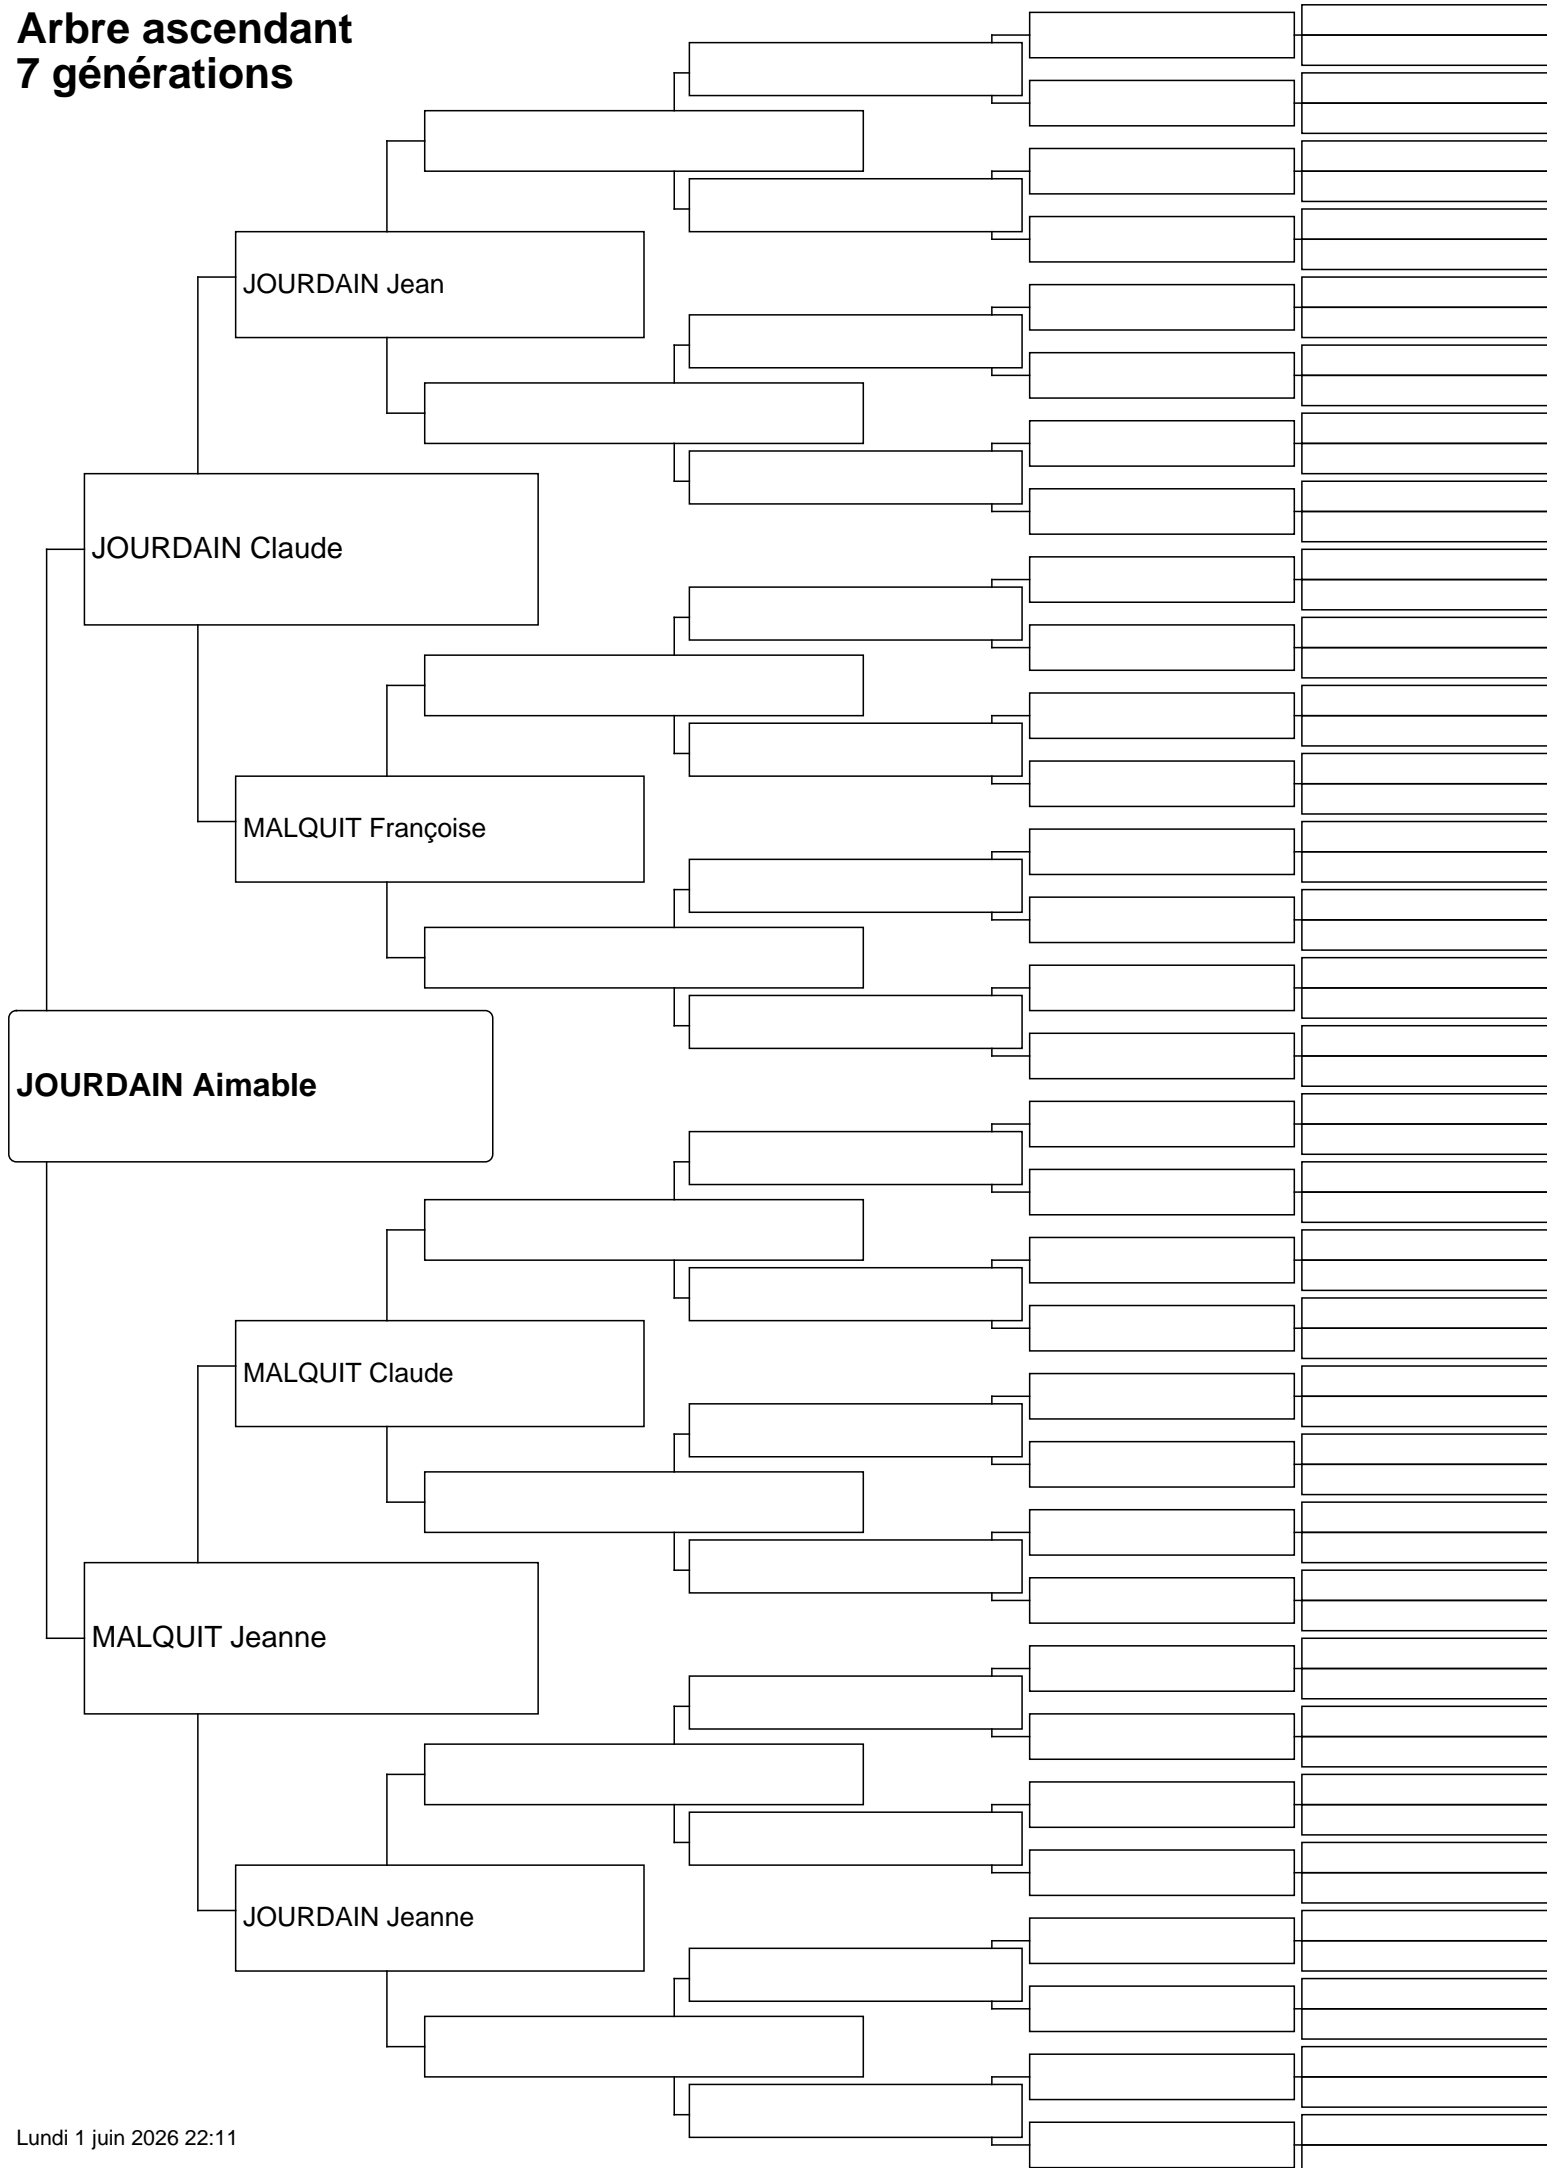 Arbre ascendant
7 générations
JOURDAIN Jean
JOURDAIN Claude
MALQUIT Françoise
JOURDAIN Aimable
MALQUIT Claude
MALQUIT Jeanne
JOURDAIN Jeanne
Lundi 1 juin 2026 22:11